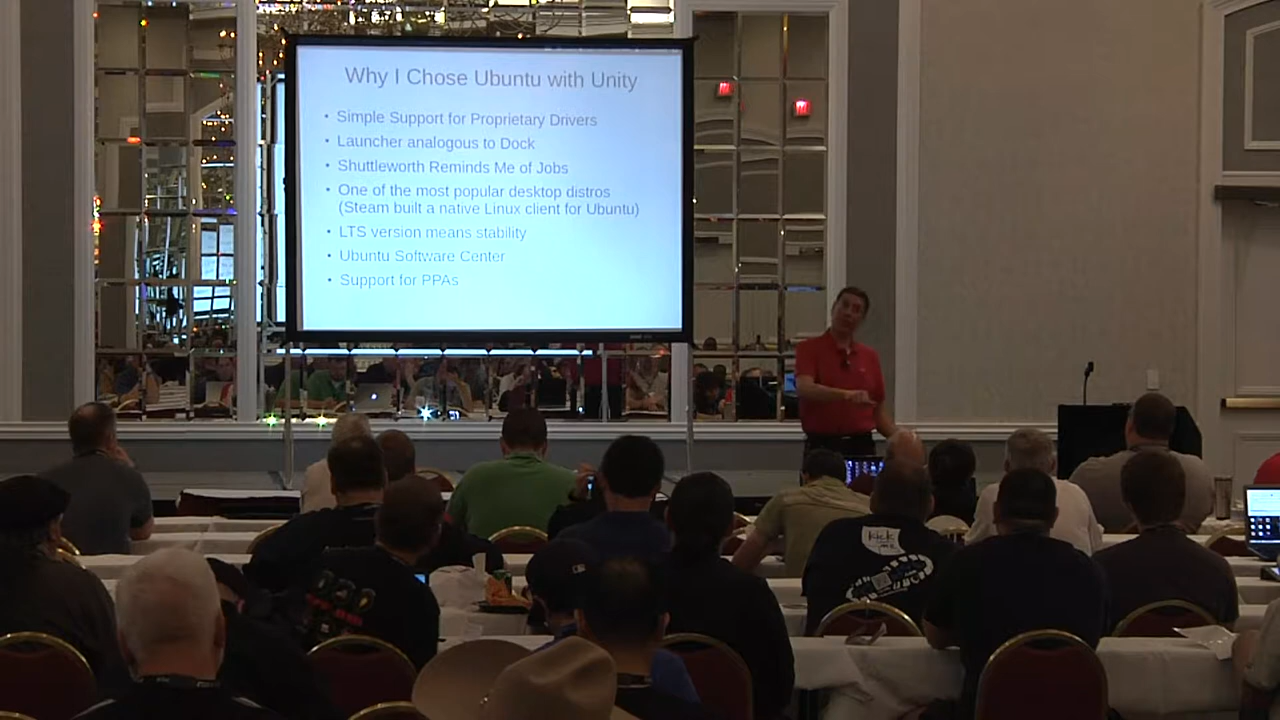 Why I Chose Ubuntu with Unity
• Simple Support for Proprietary Drivers
• Launcher analogous to Dock
• Shuttleworth Reminds Me of Jobs
• One of the most popular desktop distros
(Steam built a native Linux client for Ubuntu)
• LTS version means stability
• Ubuntu Software Center
• Support for PPAs
kick
me